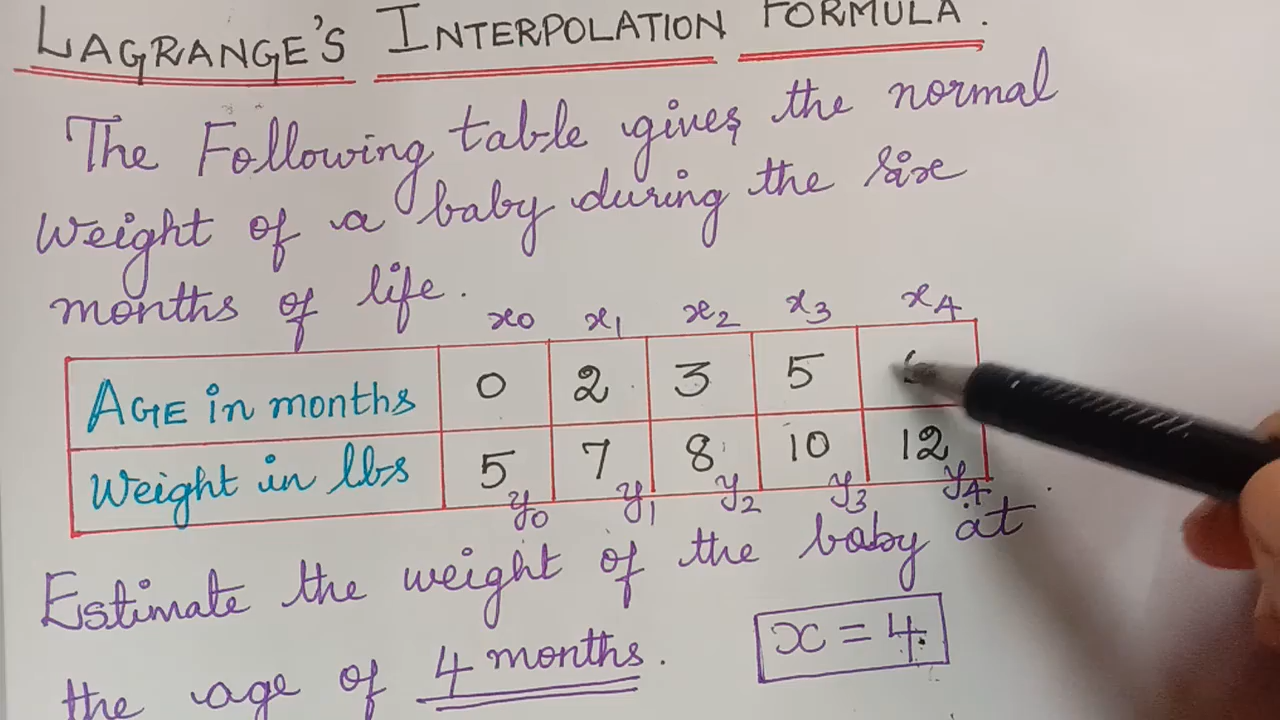 LAGRANGE'S INTERPOLATION FORMULA.
The Following table gives the normal
weight of a baby during the six
months of life.
x0 x1 x2 x3 x4
AGE in months 0 2 3 5
Weight in lbs 5 7 8 10 12
y0 y1 y2 y3 y4
Estimate the weight of the baby at
the age of 4 months. x = 4